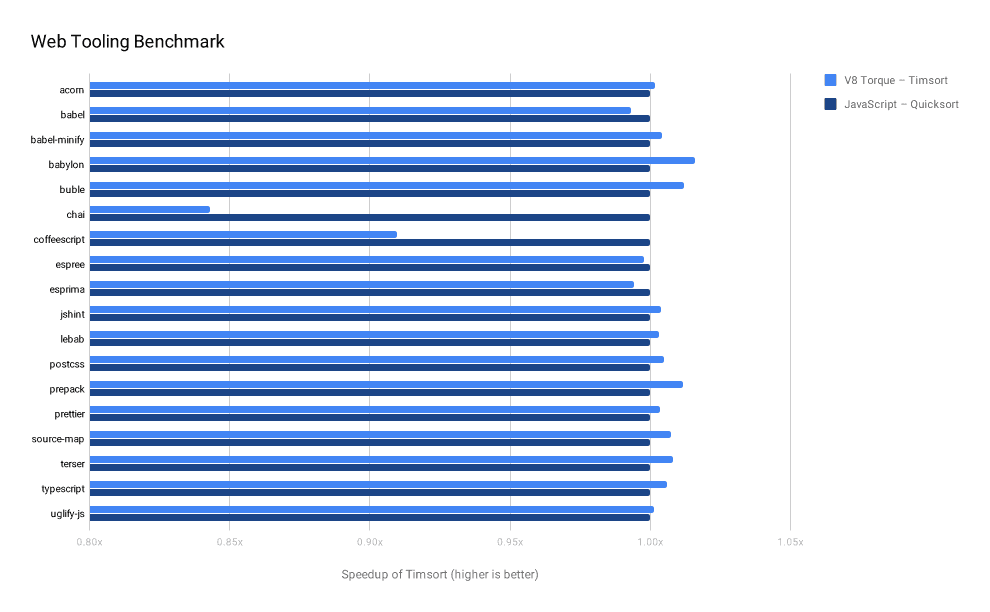 Web Tooling Benchmark
V8 Torque – Timsort
JavaScript – Quicksort
acorn
babel
babel-minify
babylon
buble
chai
coffeescript
espree
esprima
jshint
lebab
postcss
prepack
prettier
source-map
terser
typescript
uglify-js
0.80x 0.85x 0.90x 0.95x 1.00x 1.05x
Speedup of Timsort (higher is better)